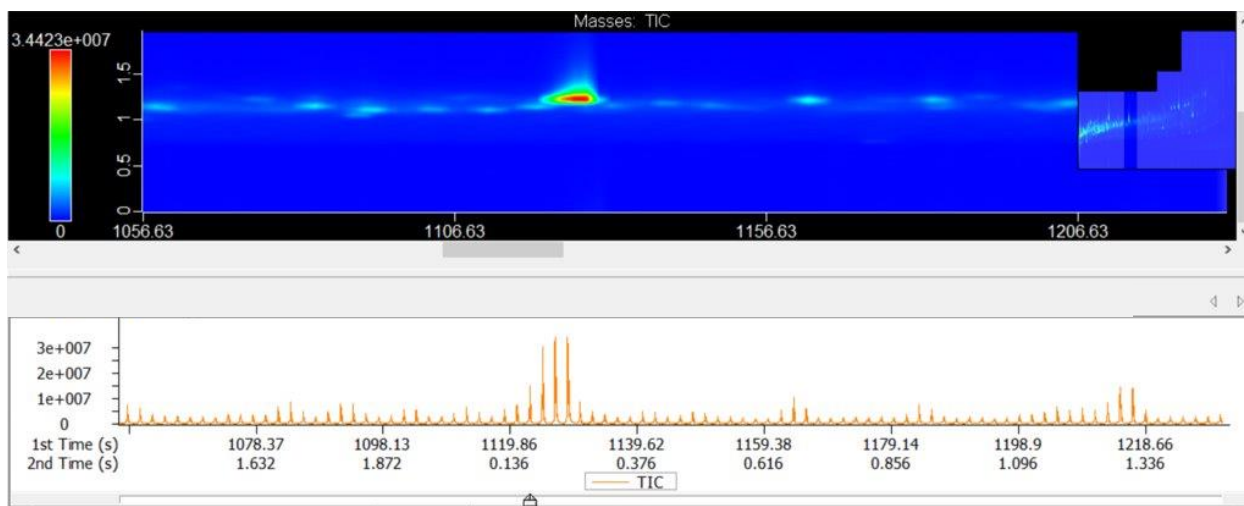 Masses: TIC
3.4423e+007
1.5
1
0.5
0
0
1056.63 1106.63 1156.63 1206.63
3e+007
2e+007
1e+007
0
1st Time (s) 1078.37 1098.13 1119.86 1139.62 1159.38 1179.14 1198.9 1218.66
2nd Time (s) 1.632 1.872 0.136 0.376 0.616 0.856 1.096 1.336
TIC